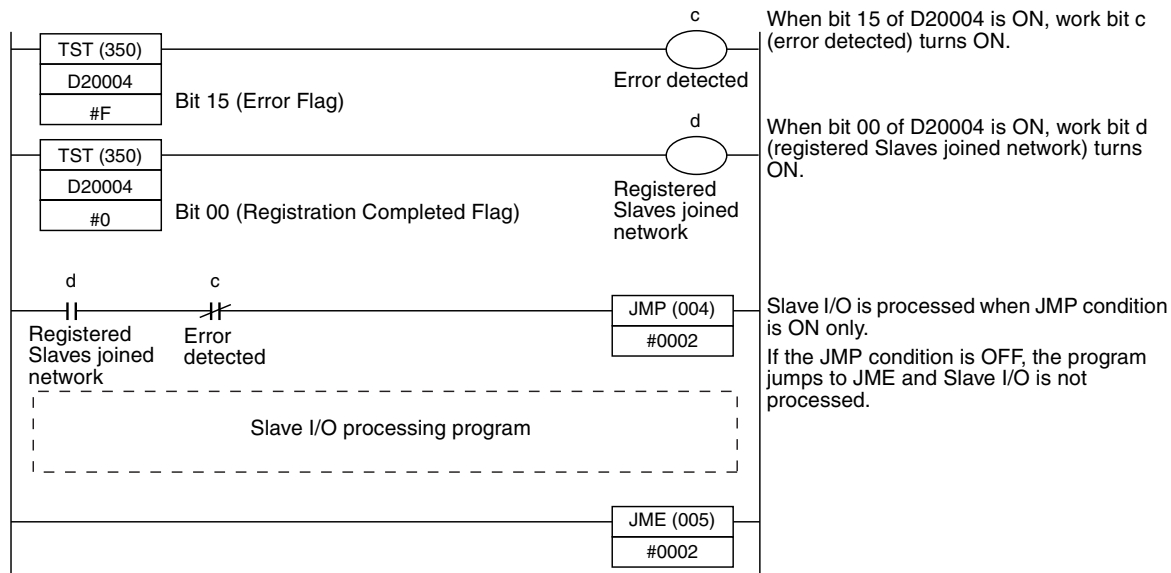 c
TST (350)
D20004
#F
Bit 15 (Error Flag)
Error detected
When bit 15 of D20004 is ON, work bit c
(error detected) turns ON.
d
TST (350)
D20004
#0
Bit 00 (Registration Completed Flag)
Registered
Slaves joined
network
When bit 00 of D20004 is ON, work bit d
(registered Slaves joined network) turns
ON.
d
Registered
Slaves joined
network
c
Error
detected
JMP (004)
#0002
Slave I/O is processed when JMP condition
is ON only.
If the JMP condition is OFF, the program
jumps to JME and Slave I/O is not
processed.
Slave I/O processing program
JME (005)
#0002